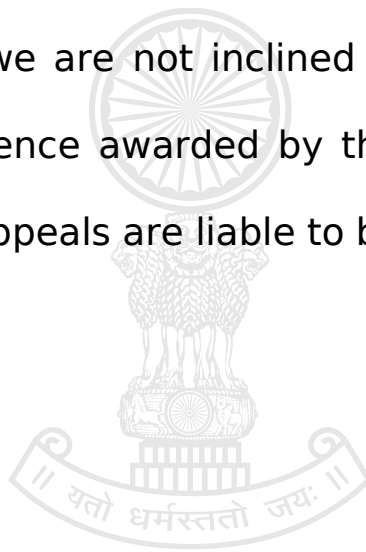 we are not inclined
ence awarded by th
ppeals are liable to b
॥ यतो धर्मस्ततो जयः ॥